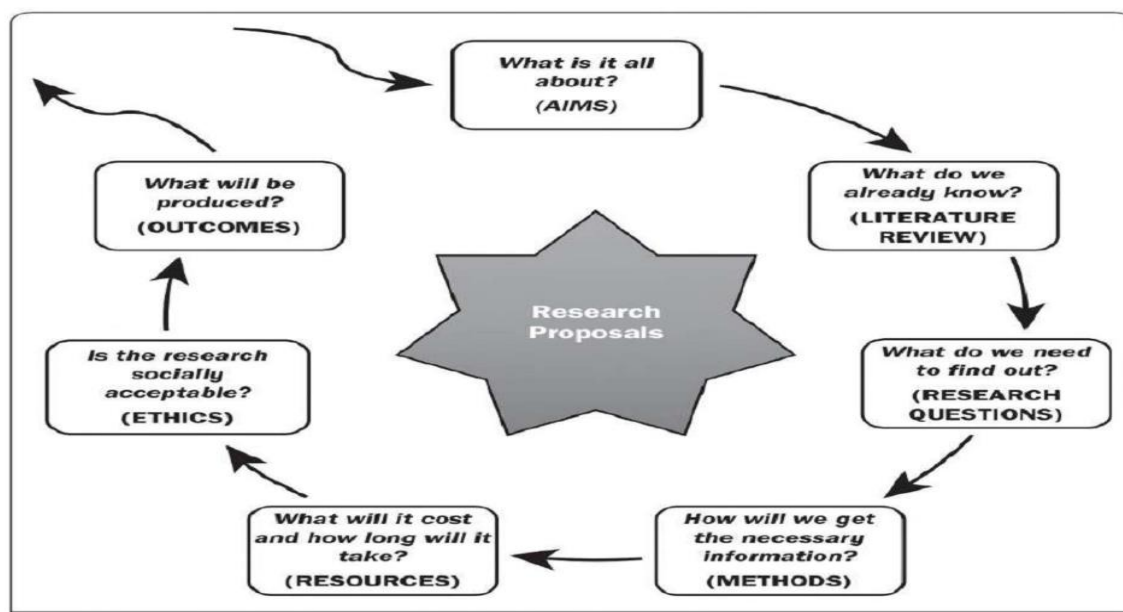 What is it all
about?
(AIMS)
What do we
already know?
(LITERATURE
REVIEW)
What do we need
to find out?
(RESEARCH
QUESTIONS)
How will we get
the necessary
information?
(METHODS)
What will it cost
and how long will it
take?
(RESOURCES)
Is the research
socially
acceptable?
(ETHICS)
What will be
produced?
(OUTCOMES)
Research
Proposals